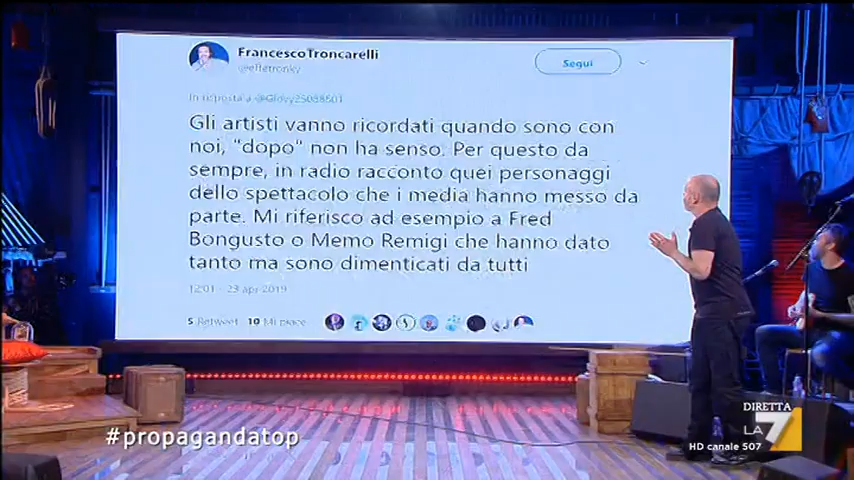 FrancescoTroncarelli
@effetronky
Segui
In risposta a @Giovy25088501
Gli artisti vanno ricordati quando sono con
noi, "dopo" non ha senso. Per questo da
sempre, in radio racconto quei personaggi
dello spettacolo che i media hanno messo da
parte. Mi riferisco ad esempio a Fred
Bongusto o Memo Remigi che hanno dato
tanto ma sono dimenticati da tutti
12:01 - 23 apr 2019
5 Retweet 10 Mi piace
#propagandatop
DIRETTA
LA7
HD canale 507